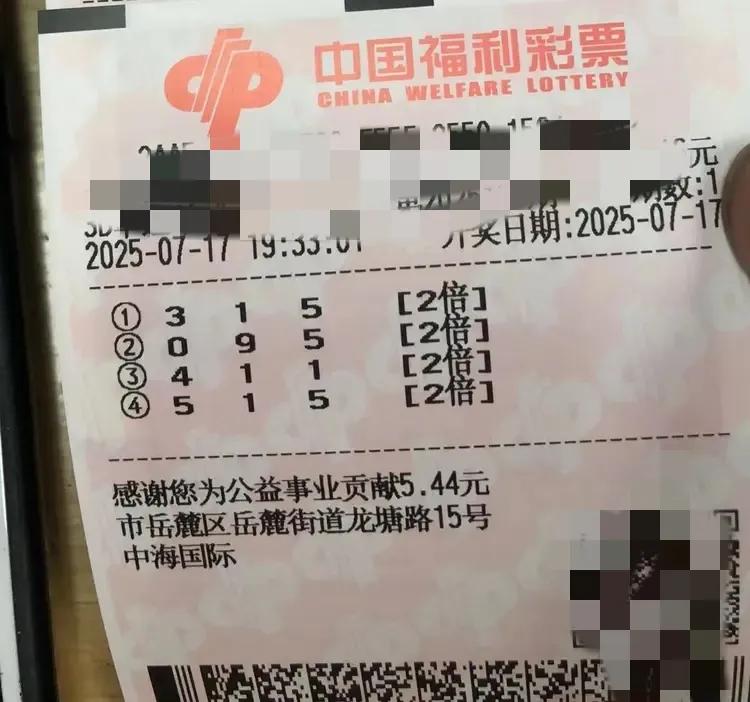 中国福利彩票
CHINA WELFARE LOTTERY
元
期数:1
2025-07-17 19:33:01 开奖日期:2025-07-17
① 3 1 5 [2倍]
② 0 9 5 [2倍]
③ 4 1 1 [2倍]
④ 5 1 5 [2倍]
感谢您为公益事业贡献5.44元
市岳麓区岳麓街道龙塘路15号
中海国际